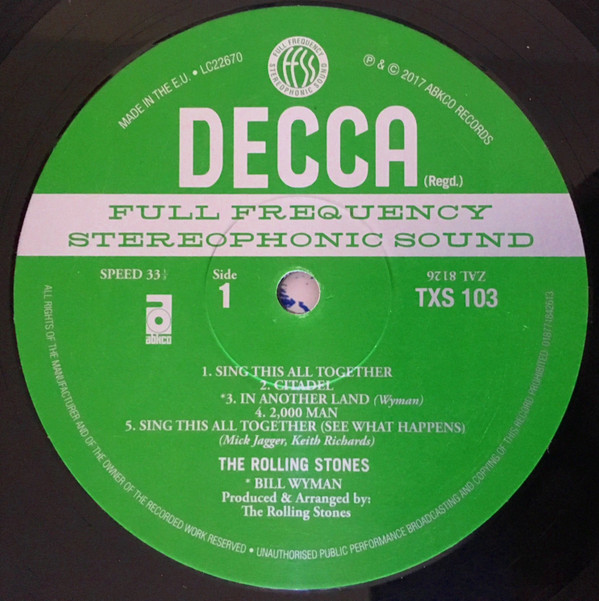 FULL FREQUENCY
ffss
STEREOPHONIC SOUND
MADE IN THE E.U. • LC22670
℗ & © 2017 ABKCO RECORDS
DECCA (Regd.)
FULL FREQUENCY
STEREOPHONIC SOUND
SPEED 33⅓
Side
1
ZAL 8126
TXS 103
abkco
1. SING THIS ALL TOGETHER
2. CITADEL
*3. IN ANOTHER LAND (Wyman)
4. 2,000 MAN
5. SING THIS ALL TOGETHER (SEE WHAT HAPPENS)
(Mick Jagger, Keith Richards)
THE ROLLING STONES
* BILL WYMAN
Produced & Arranged by:
The Rolling Stones
ALL RIGHTS OF THE MANUFACTURER AND OF THE OWNER OF THE RECORDED WORK RESERVED • UNAUTHORISED PUBLIC PERFORMANCE BROADCASTING AND COPYING OF THIS RECORD PROHIBITED